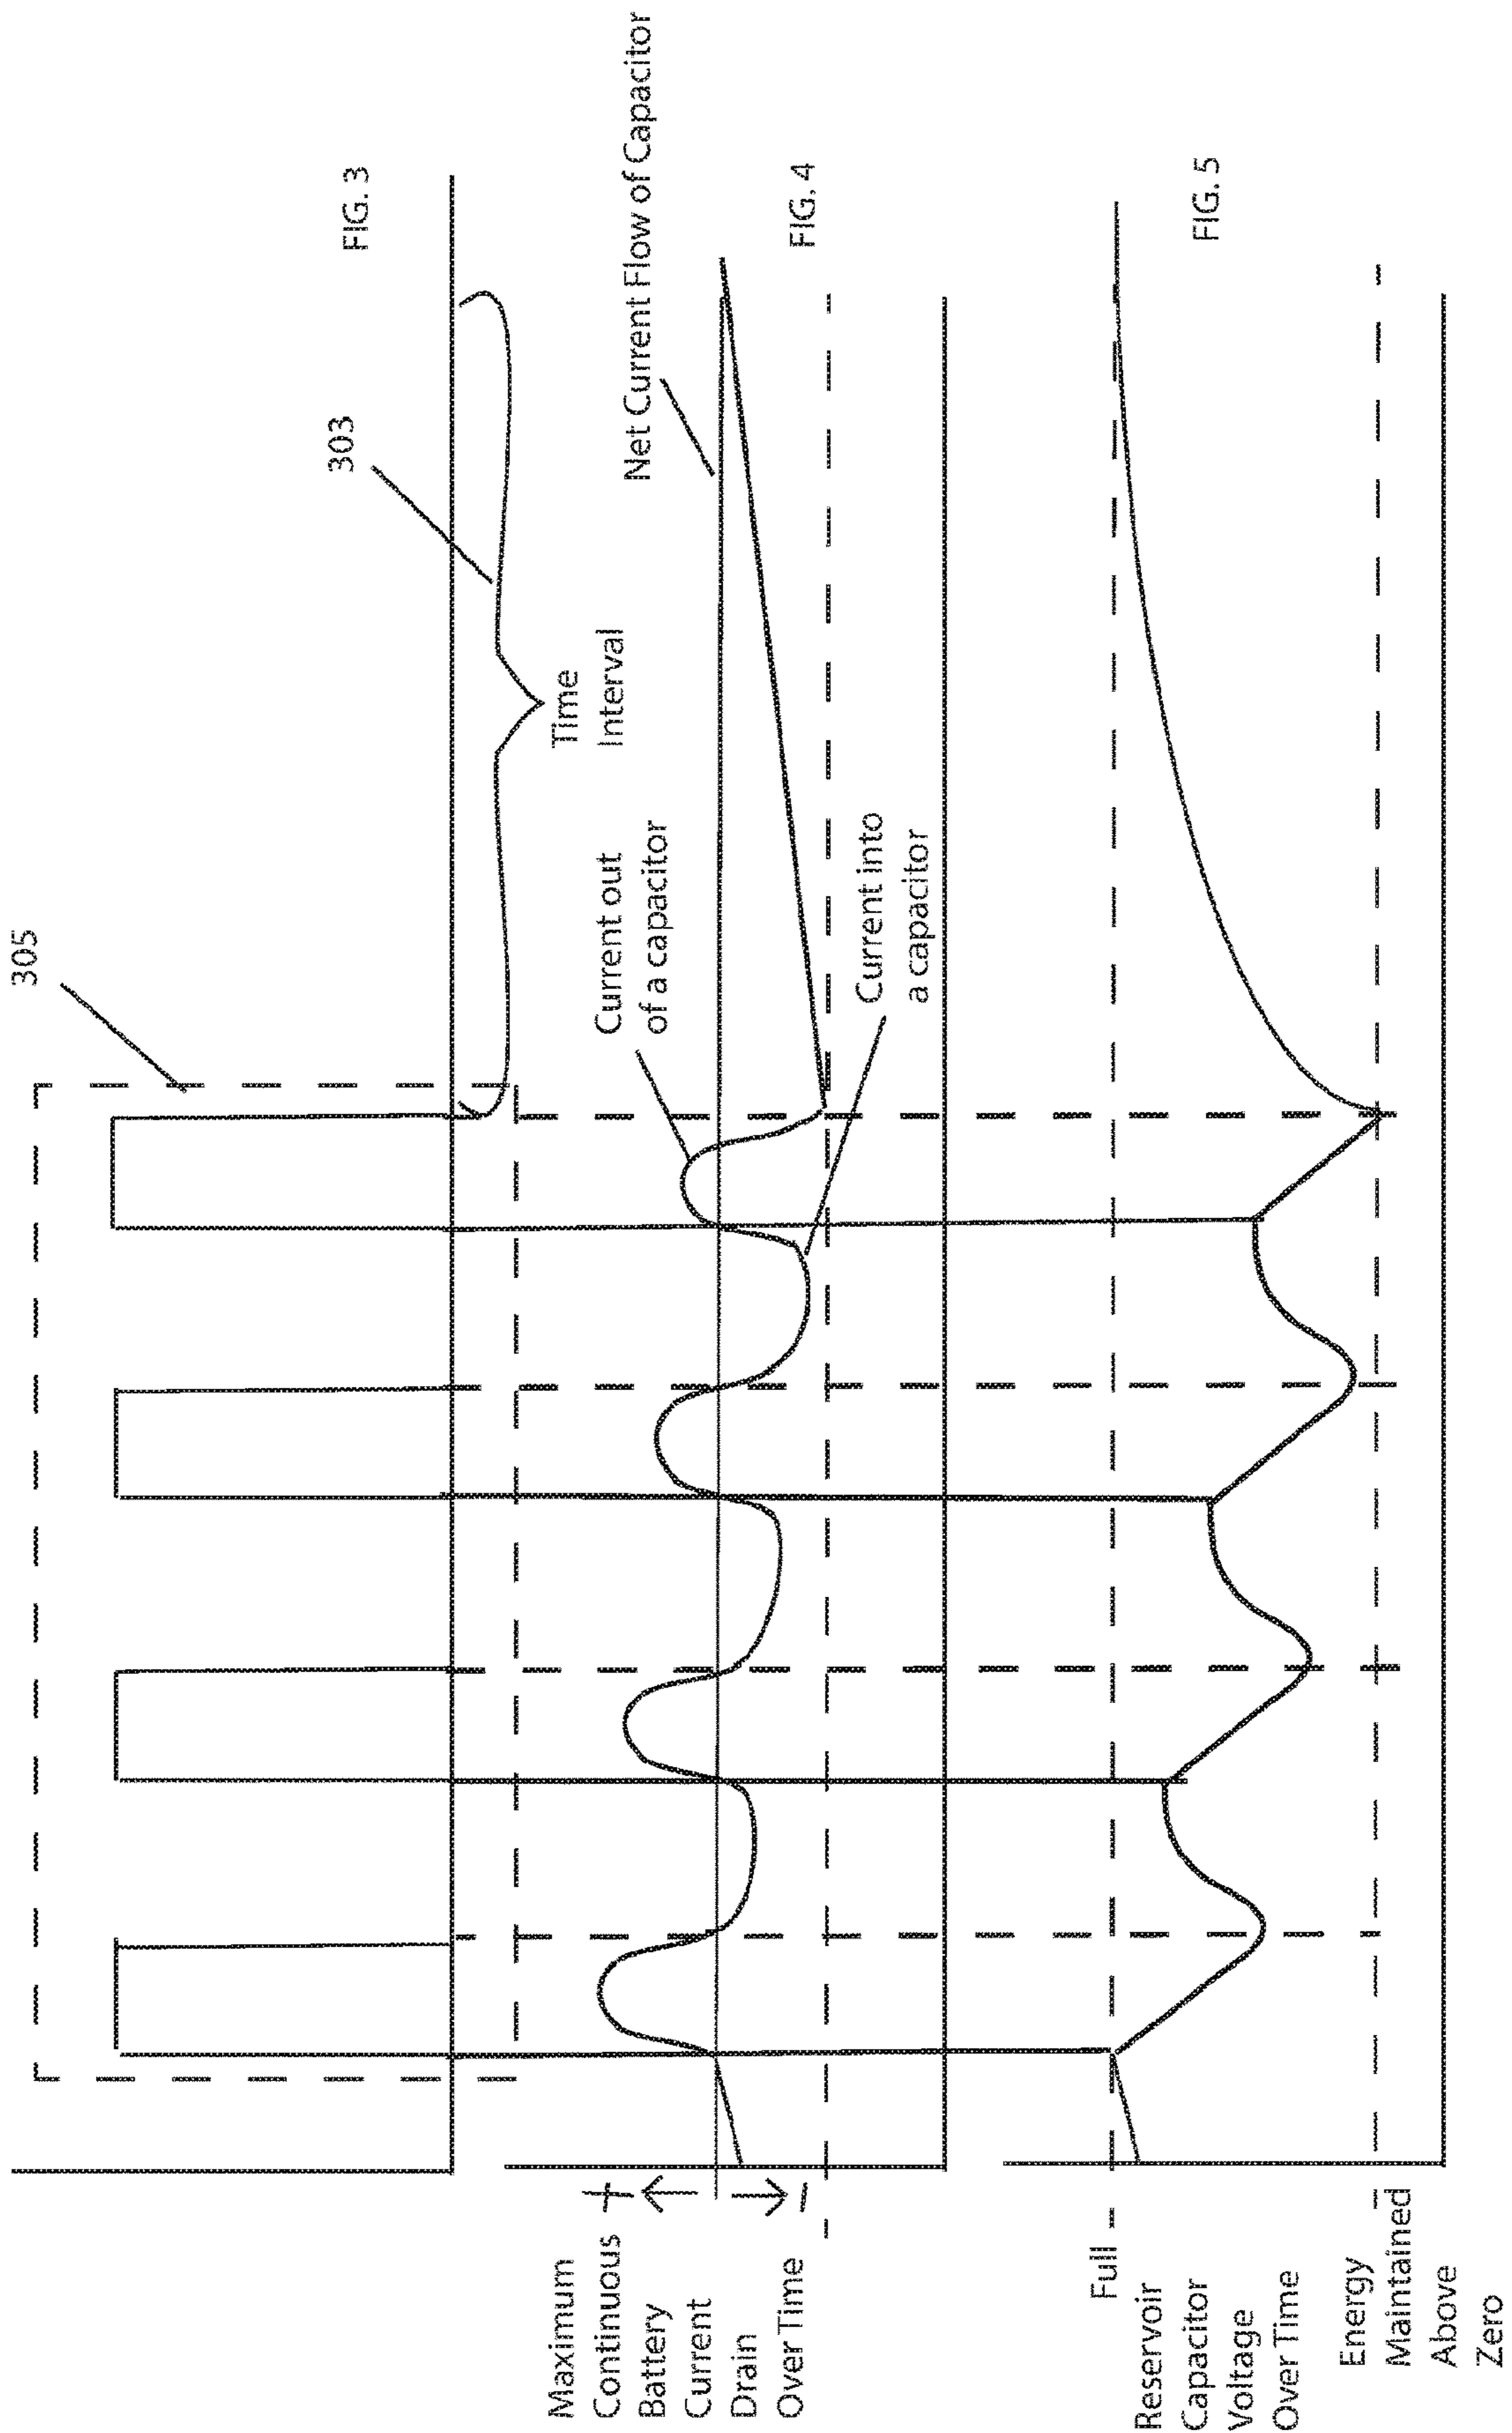 305
303
FIG. 3
Time
Interval
Maximum
Continuous
Battery
Current
Drain
Over Time
+
−
Current out
of a capacitor
Net Current Flow of Capacitor
Current into
a capacitor
FIG. 4
Full
Reservoir
Capacitor
Voltage
Over Time
Energy
Maintained
Above
Zero
FIG. 5